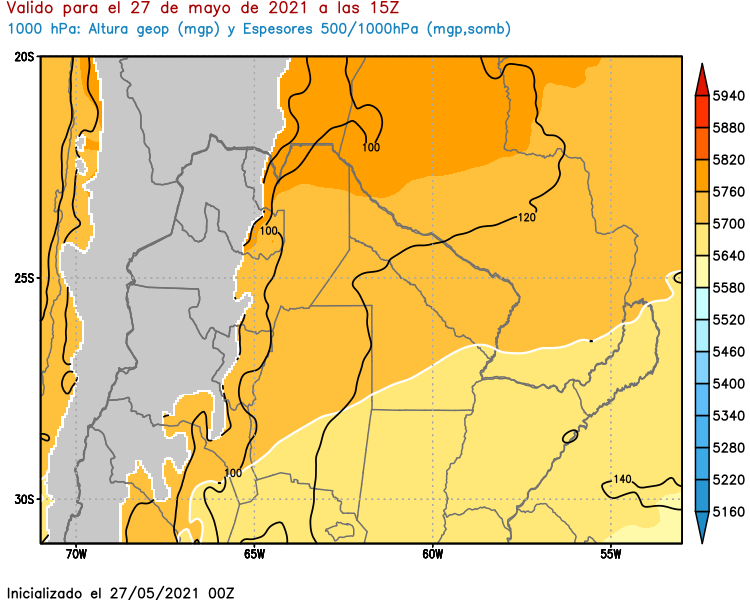 Valido para el 27 de mayo de 2021 a las 15Z
1000 hPa: Altura geop (mgp) y Espesores 500/1000hPa (mgp,somb)
20S
25S
30S
70W
65W
60W
55W
100
120
100
100
140
5940
5880
5820
5760
5700
5640
5580
5520
5460
5400
5340
5280
5220
5160
Inicializado el 27/05/2021 00Z